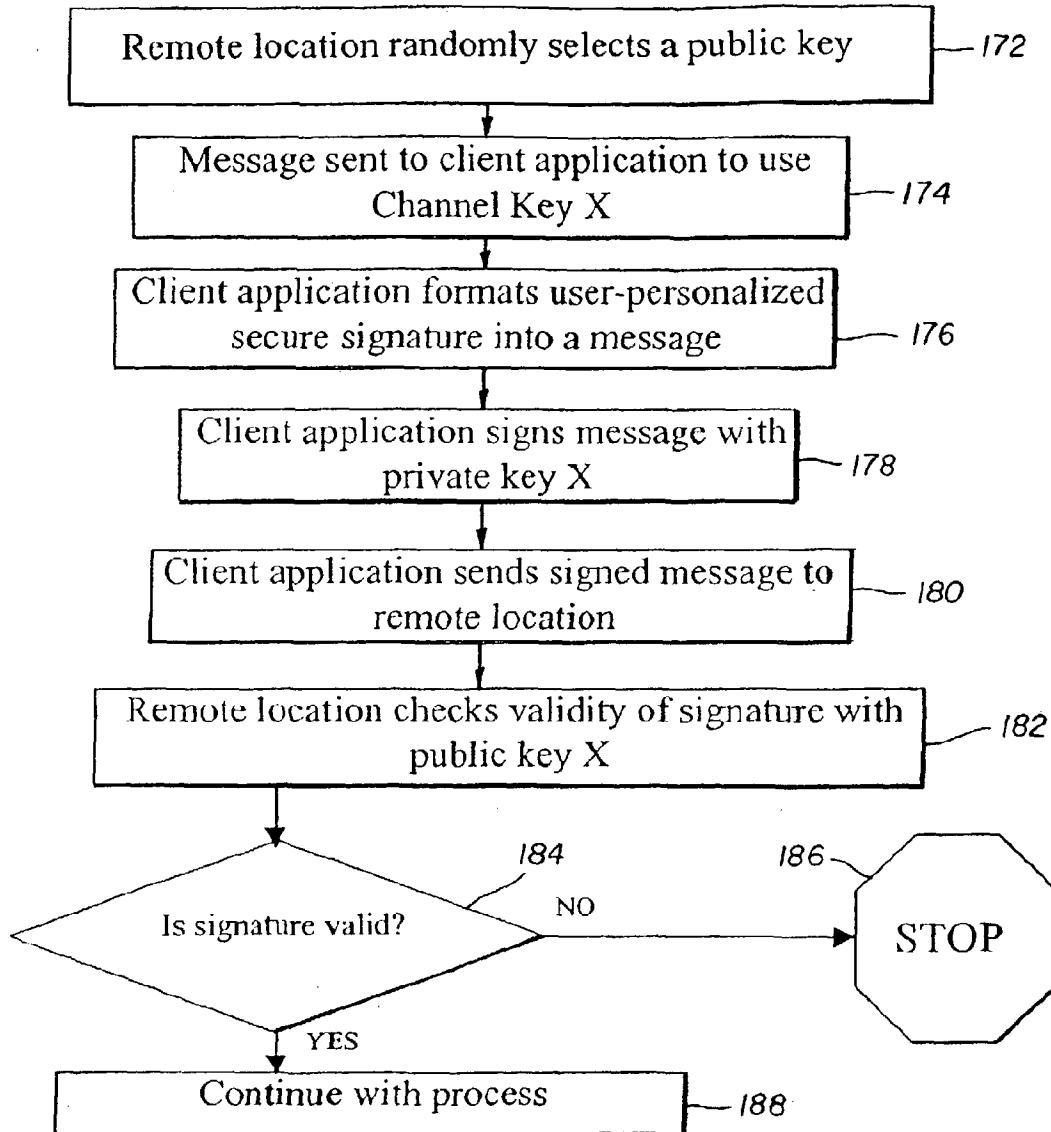 Remote location randomly selects a public key
172
Message sent to client application to use
Channel Key X
174
Client application formats user-personalized
secure signature into a message
176
Client application signs message with
private key X
178
Client application sends signed message to
remote location
180
Remote location checks validity of signature with
public key X
182
184
Is signature valid?
NO
186
STOP
YES
Continue with process
188